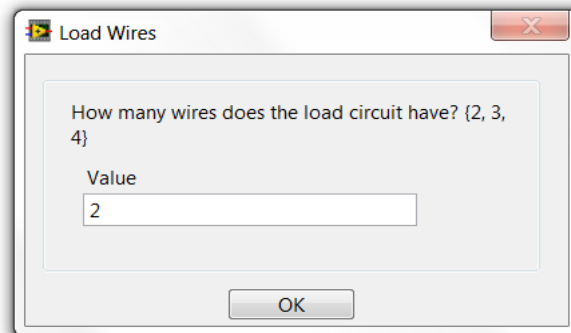 Load Wires
How many wires does the load circuit have? {2, 3,
4}
Value
2
OK